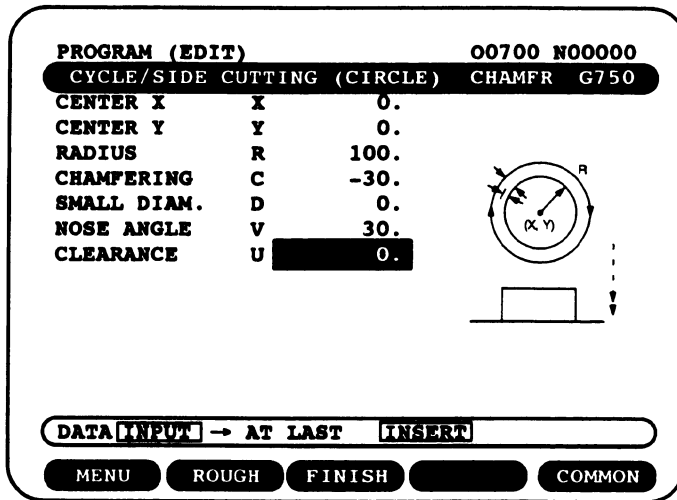 PROGRAM (EDIT) O0700 N00000
CYCLE/SIDE CUTTING (CIRCLE) CHAMFR G750
CENTER X X 0.
CENTER Y Y 0.
RADIUS R 100.
CHAMFERING C -30.
SMALL DIAM. D 0.
NOSE ANGLE V 30.
CLEARANCE U 0.
R
(X, Y)
DATA INPUT → AT LAST INSERT
MENU ROUGH FINISH COMMON